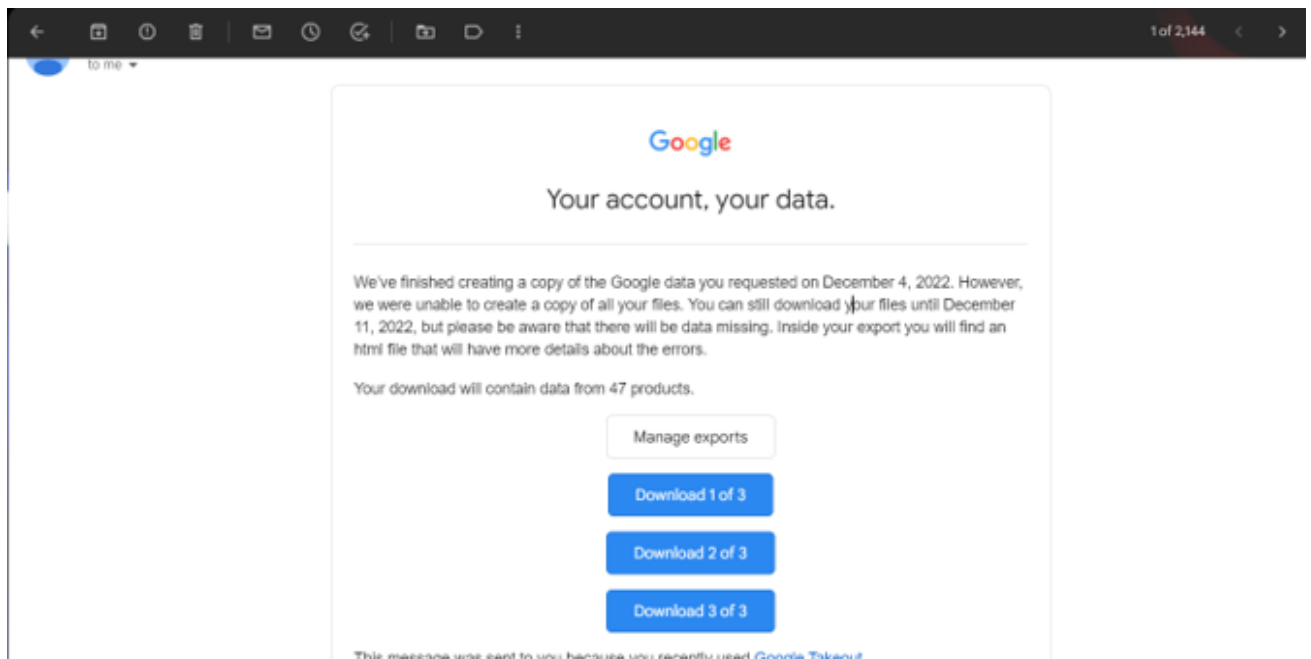 1 of 2,144
to me
Google
Your account, your data.
We've finished creating a copy of the Google data you requested on December 4, 2022. However,
we were unable to create a copy of all your files. You can still download your files until December
11, 2022, but please be aware that there will be data missing. Inside your export you will find an
html file that will have more details about the errors.
Your download will contain data from 47 products.
Manage exports
Download 1 of 3
Download 2 of 3
Download 3 of 3
This message was sent to you because you recently used Google Takeout